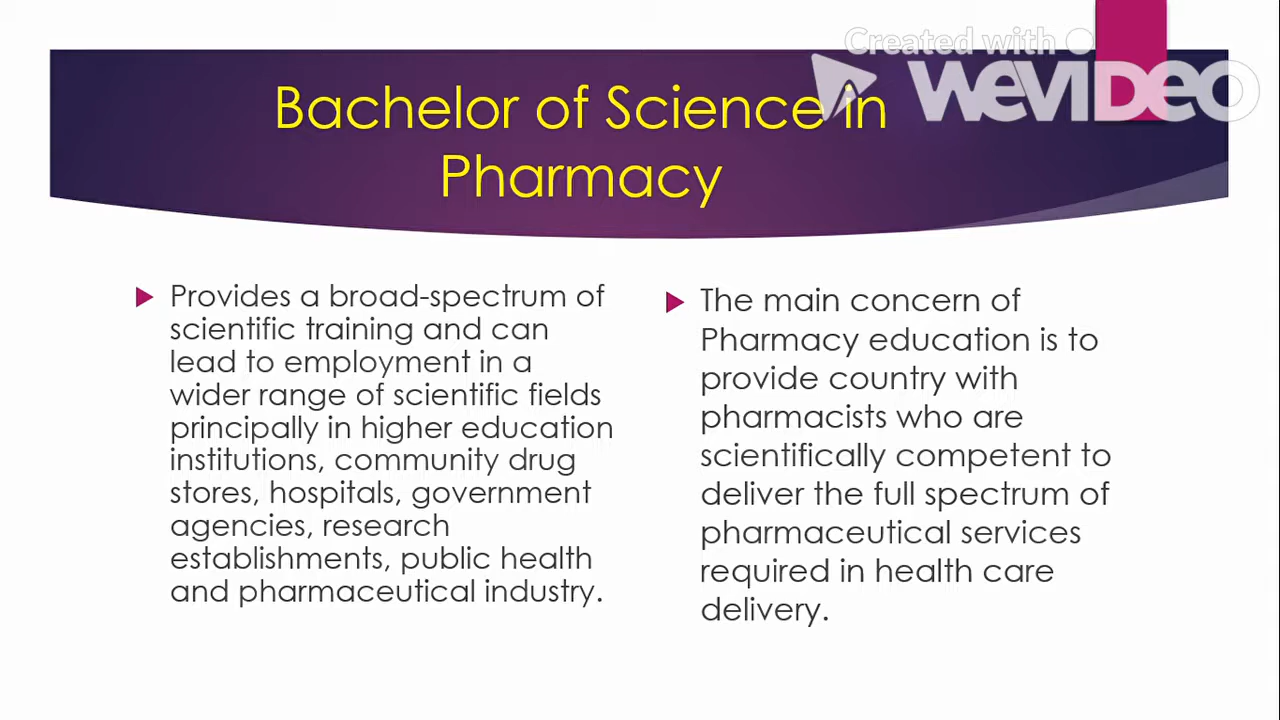 Created with
WeVIDEO
Bachelor of Science in
Pharmacy
Provides a broad-spectrum of
scientific training and can
lead to employment in a
wider range of scientific fields
principally in higher education
institutions, community drug
stores, hospitals, government
agencies, research
establishments, public health
and pharmaceutical industry.
The main concern of
Pharmacy education is to
provide country with
pharmacists who are
scientifically competent to
deliver the full spectrum of
pharmaceutical services
required in health care
delivery.